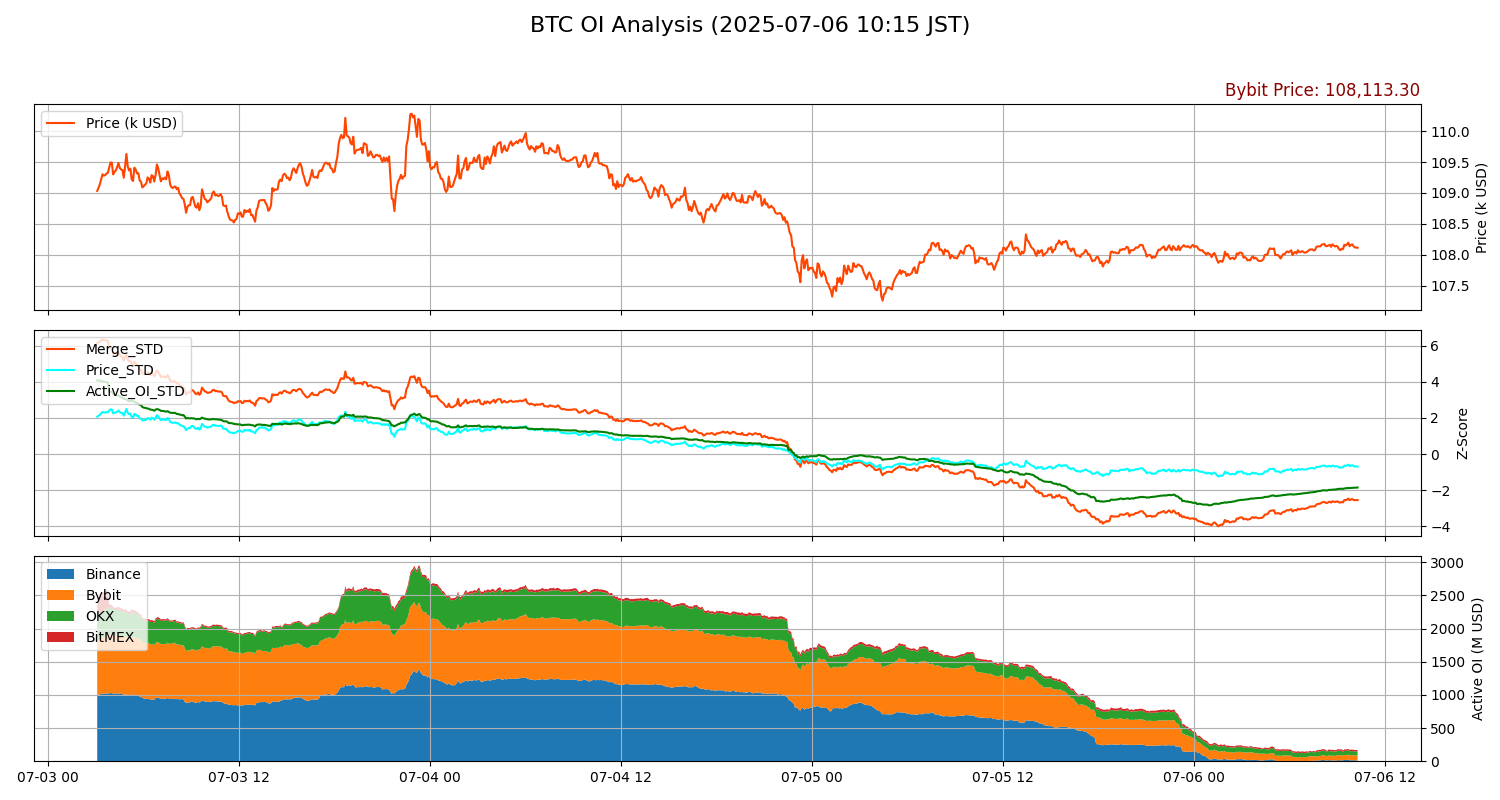 BTC OI Analysis (2025-07-06 10:15 JST)
Bybit Price: 108,113.30
Price (k USD)
110.0
109.5
109.0
108.5
108.0
107.5
Price (k USD)
Merge_STD
Price_STD
Active_OI_STD
6
4
2
0
−2
−4
Z-Score
Binance
Bybit
OKX
BitMEX
3000
2500
2000
1500
1000
500
0
Active OI (M USD)
07-03 00 07-03 12 07-04 00 07-04 12 07-05 00 07-05 12 07-06 00 07-06 12